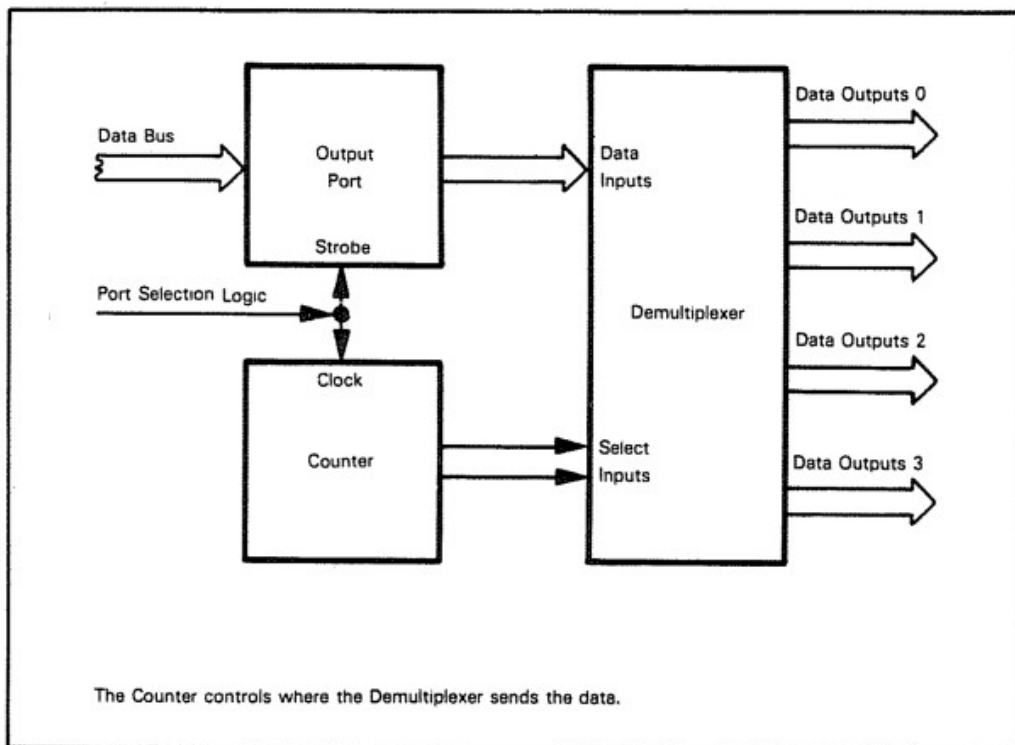 Data Bus
Output
Port
Strobe
Port Selection Logic
Clock
Counter
Data
Inputs
Demultiplexer
Select
Inputs
Data Outputs 0
Data Outputs 1
Data Outputs 2
Data Outputs 3
The Counter controls where the Demultiplexer sends the data.